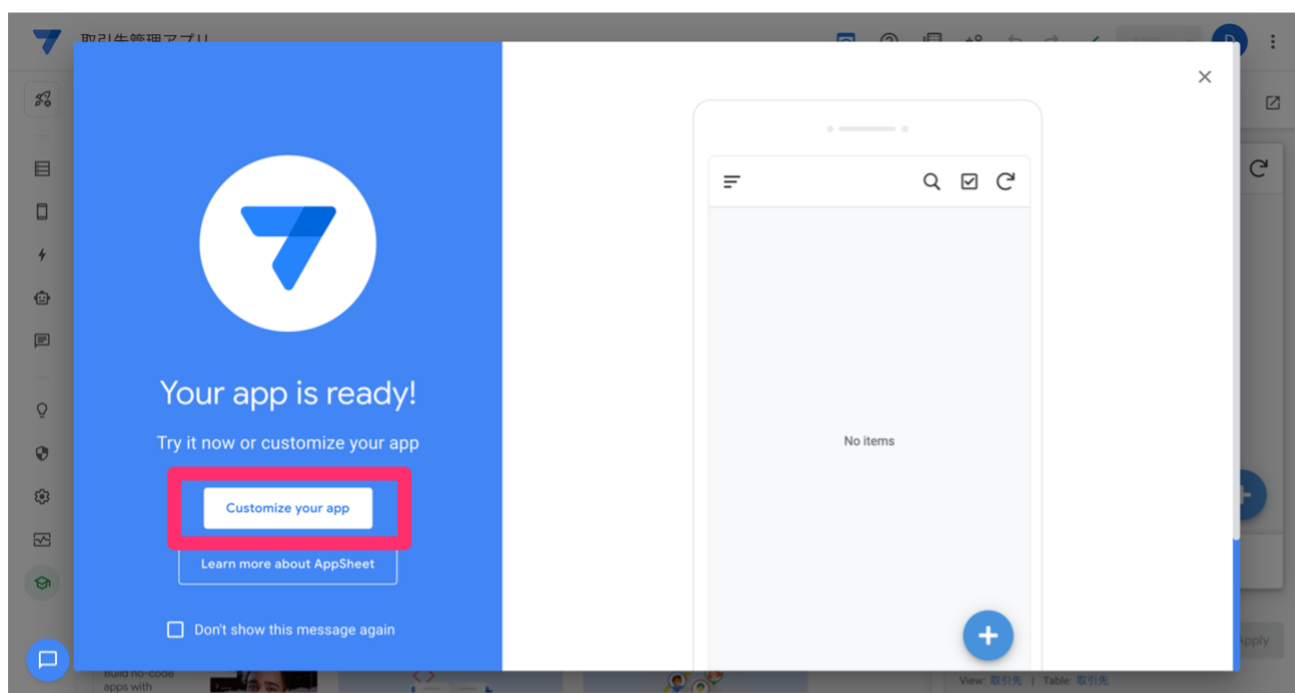 取引先管理アプリ
Your app is ready!
Try it now or customize your app
Customize your app
Learn more about AppSheet
Don't show this message again
No items
Apply
build no-code
apps with
View: 取引先 | Table: 取引先